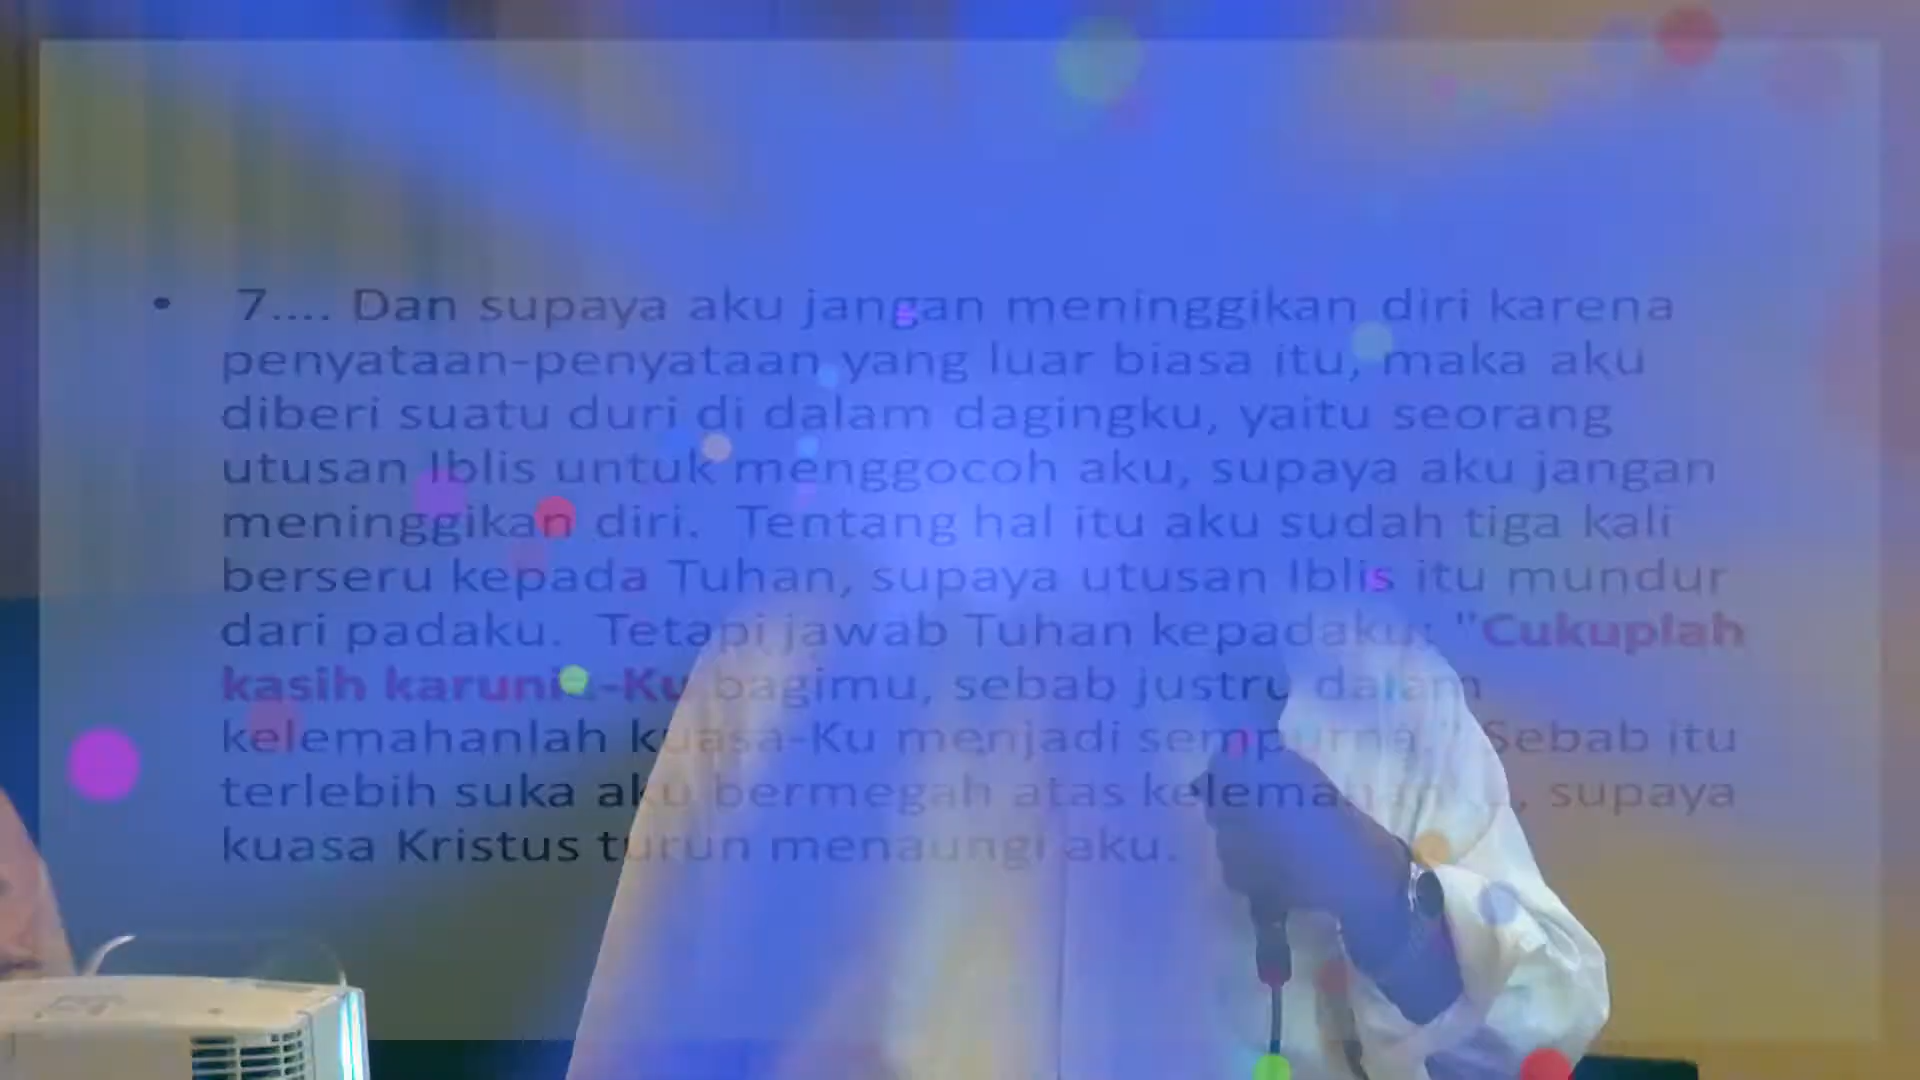 • 7.... Dan supaya aku jangan meninggikan diri karena
penyataan-penyataan yang luar biasa itu, maka aku
diberi suatu duri di dalam dagingku, yaitu seorang
utusan Iblis untuk menggocoh aku, supaya aku jangan
meninggikan diri. Tentang hal itu aku sudah tiga kali
berseru kepada Tuhan, supaya utusan Iblis itu mundur
dari padaku. Tetapi jawab Tuhan kepadaku: "Cukuplah
kasih karunia-Ku bagimu, sebab justru dalam
kelemahanlah kuasa-Ku menjadi sempurna. Sebab itu
terlebih suka aku bermegah atas , supaya
kuasa Kristus turun menaungi aku.